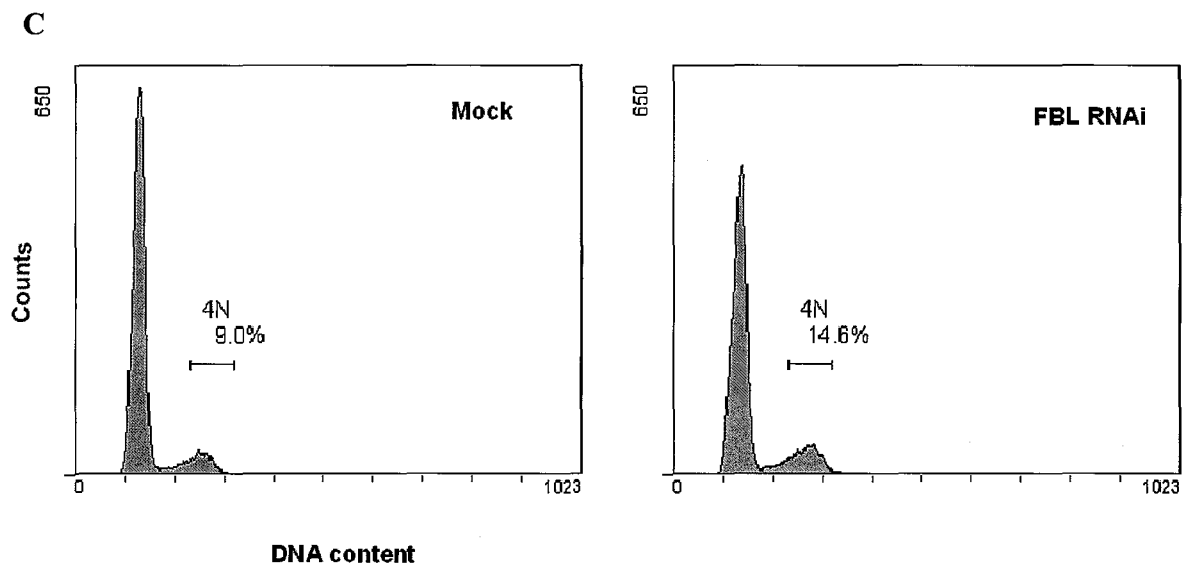 C
650
Mock
Counts
4N
9.0%
0
1023
650
FBL RNAi
4N
14.6%
0
1023
DNA content